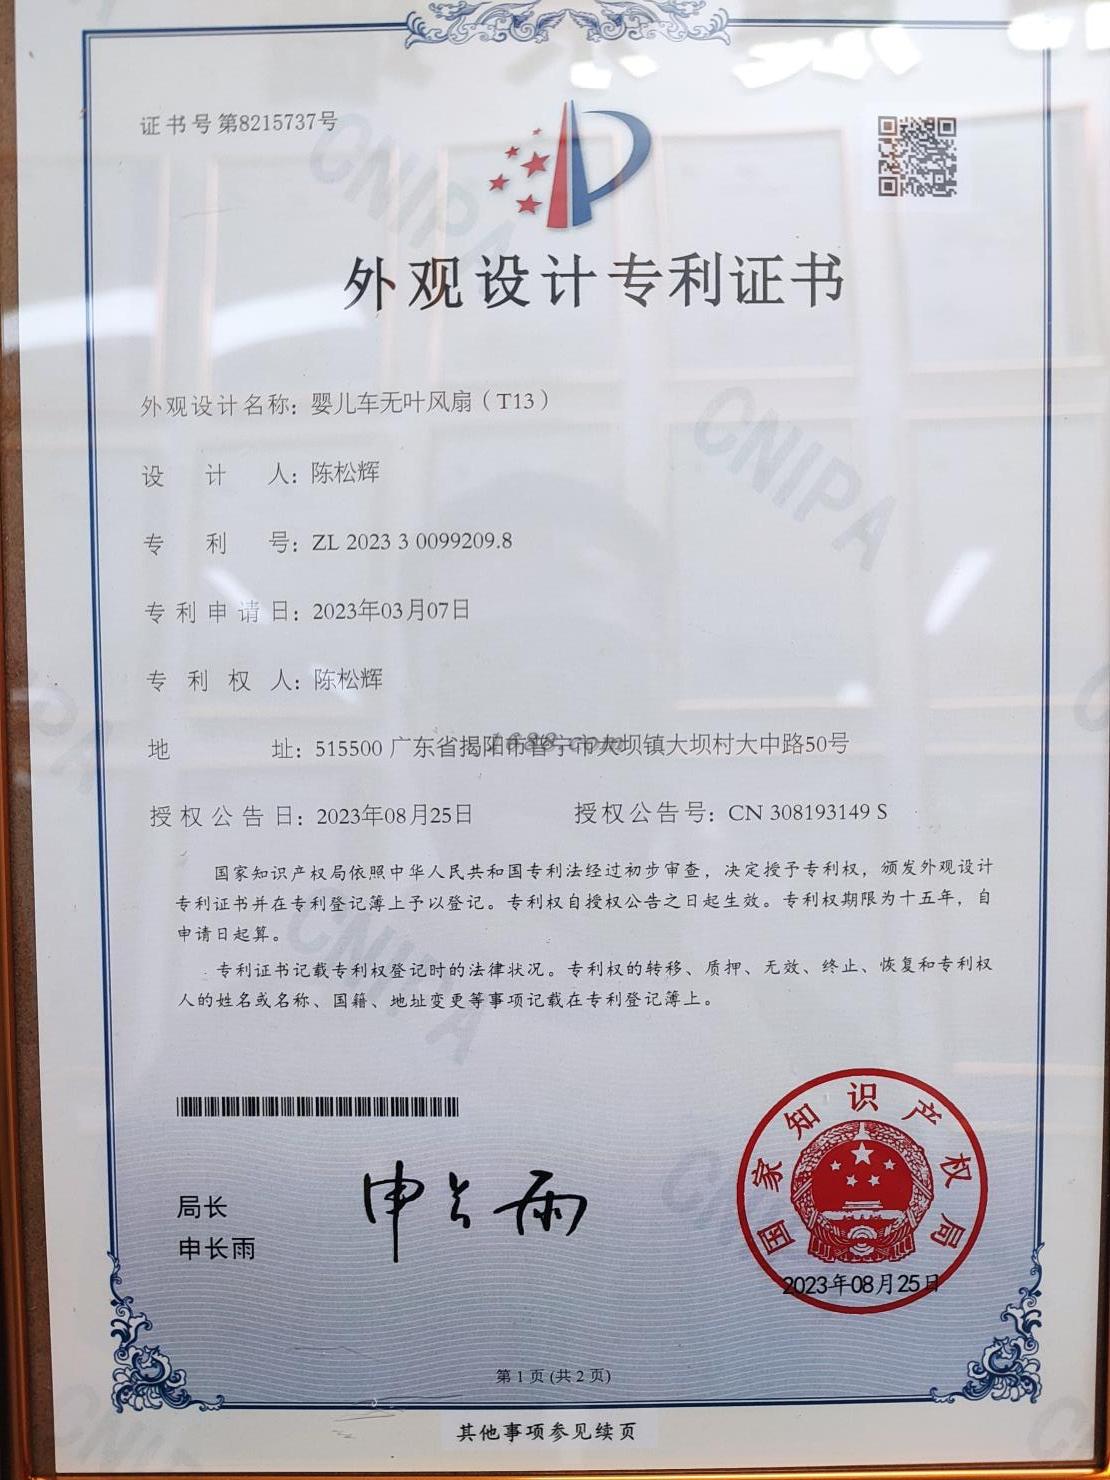 证书号第8215737号
外观设计专利证书
外观设计名称：婴儿车无叶风扇（T13）
设计人：陈松辉
专利号：ZL 2023 3 0099209.8
专利申请日：2023年03月07日
专利权人：陈松辉
地址：515500 广东省揭阳市普宁市大坝镇大坝村大中路50号
1688.com
授权公告日：2023年08月25日 授权公告号：CN 308193149 S
国家知识产权局依照中华人民共和国专利法经过初步审查，决定授予专利权，颁发外观设计
专利证书并在专利登记簿上予以登记。专利权自授权公告之日起生效。专利权期限为十五年，自
申请日起算。
专利证书记载专利权登记时的法律状况。专利权的转移、质押、无效、终止、恢复和专利权
人的姓名或名称、国籍、地址变更等事项记载在专利登记簿上。
局长
申长雨
申长雨
国家知识产权局
2023年08月25日
第 1 页 (共 2 页)
其他事项参见续页
CNIPA
CNIPA
CNIPA